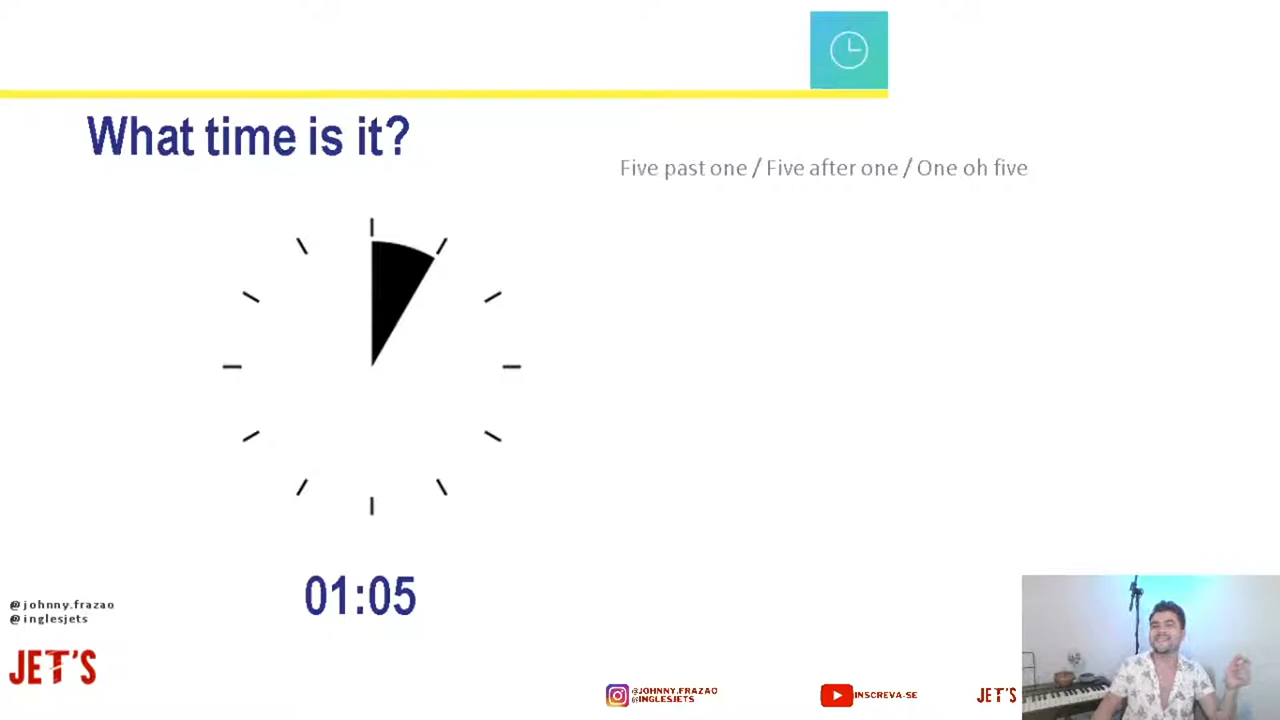 What time is it?
Five past one / Five after one / One oh five
01:05
@johnny.frazao
@inglesjets
JET'S
@JOHNNY.FRAZAO
@INGLESJETS
INSCREVA-SE
JET'S